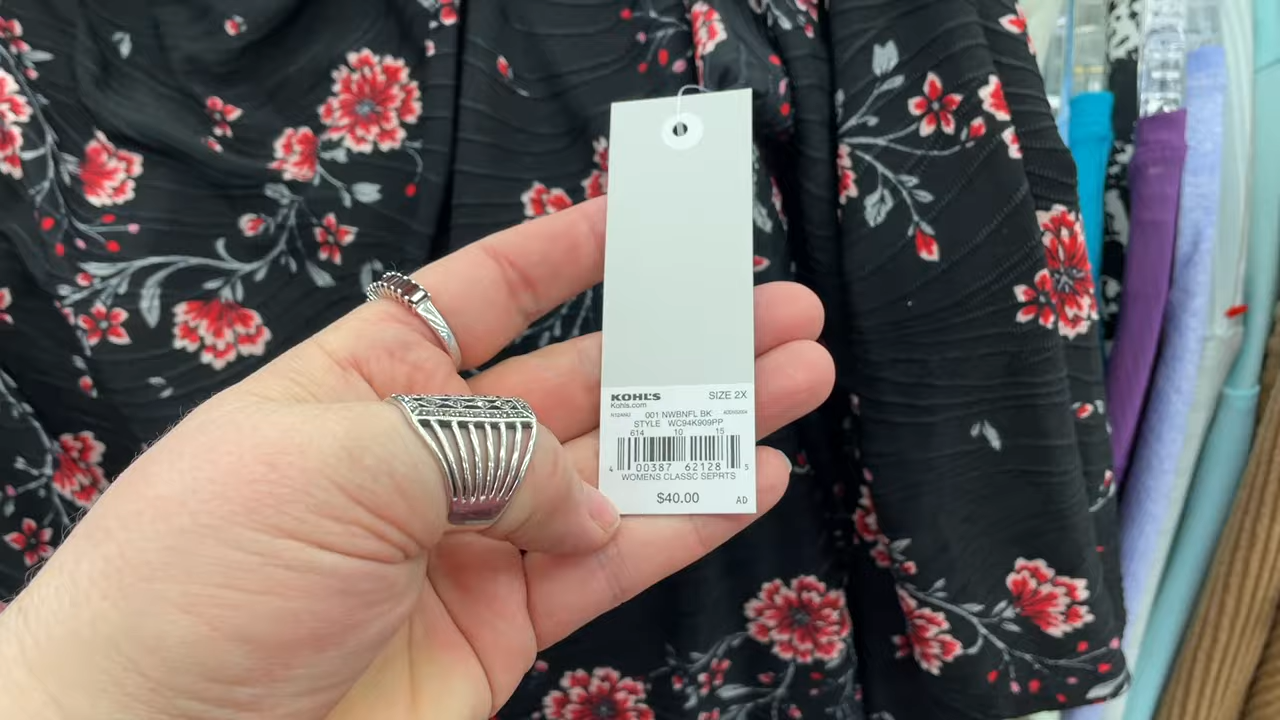 KOHL'S SIZE 2X
Kohls.com
001 NWBNFL BK
STYLE WC94K909PP
614 10 15
4 00387 62128 5
WOMENS CLASSC SEPRTS
$40.00 AD